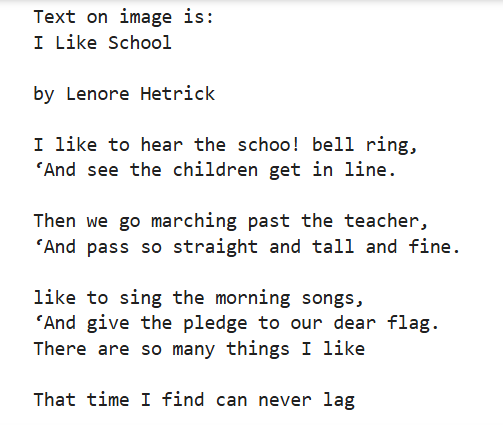 Text on image is:
I Like School
by Lenore Hetrick
I like to hear the schoo! bell ring,
‘And see the children get in line.
Then we go marching past the teacher,
‘And pass so straight and tall and fine.
like to sing the morning songs,
‘And give the pledge to our dear flag.
There are so many things I like
That time I find can never lag